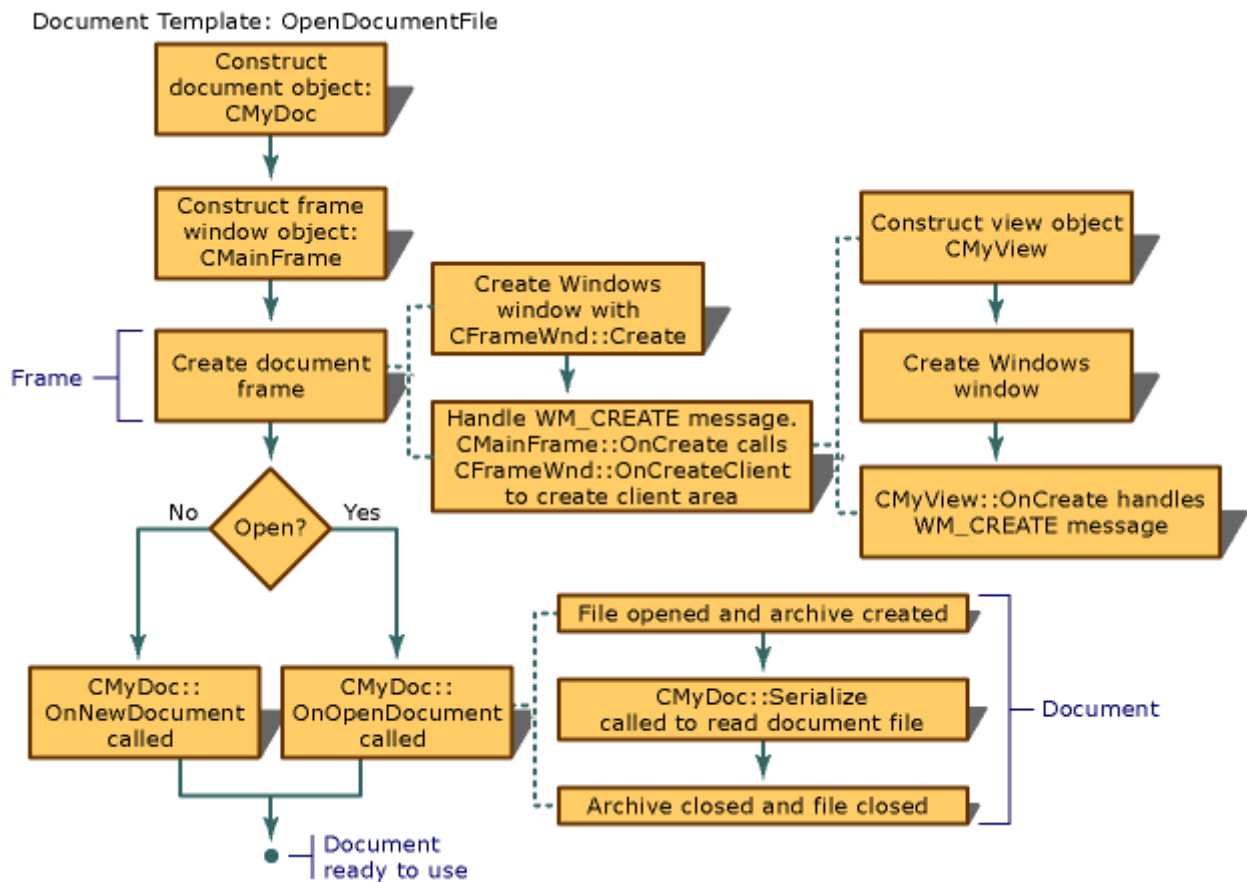 Document Template: OpenDocumentFile
Construct
document object:
CMyDoc
Construct frame
window object:
CMainFrame
Frame
Create document
frame
Create Windows
window with
CFrameWnd::Create
Handle WM_CREATE message.
CMainFrame::OnCreate calls
CFrameWnd::OnCreateClient
to create client area
Construct view object
CMyView
Create Windows
window
CMyView::OnCreate handles
WM_CREATE message
No
Open?
Yes
CMyDoc::
OnNewDocument
called
CMyDoc::
OnOpenDocument
called
File opened and archive created
CMyDoc::Serialize
called to read document file
Archive closed and file closed
Document
Document
ready to use